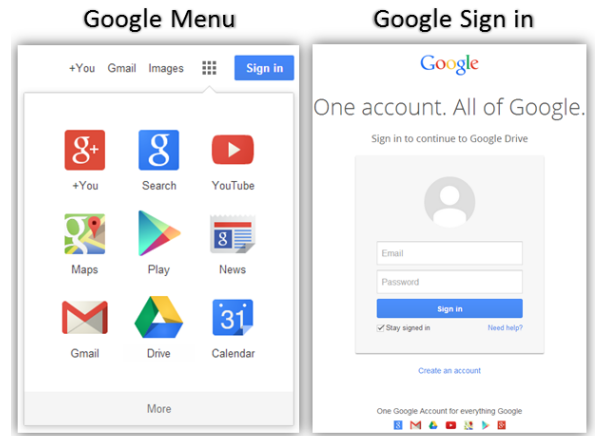 Google Menu
+You Gmail Images Sign in
g+ g
+You Search YouTube
g g
Maps Play News
31
Gmail Drive Calendar
More
Google Sign in
Google
One account. All of Google.
Sign in to continue to Google Drive
Email
Password
Sign in
Stay signed in Need help?
Create an account
One Google Account for everything Google